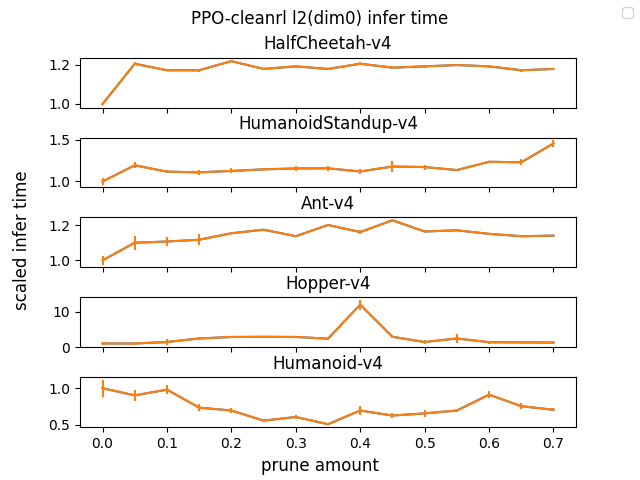 PPO-cleanrl l2(dim0) infer time
HalfCheetah-v4
1.2
1.0
HumanoidStandup-v4
1.5
1.0
Ant-v4
1.2
1.0
scaled infer time
Hopper-v4
10
0
Humanoid-v4
1.0
0.5
0.0 0.1 0.2 0.3 0.4 0.5 0.6 0.7
prune amount